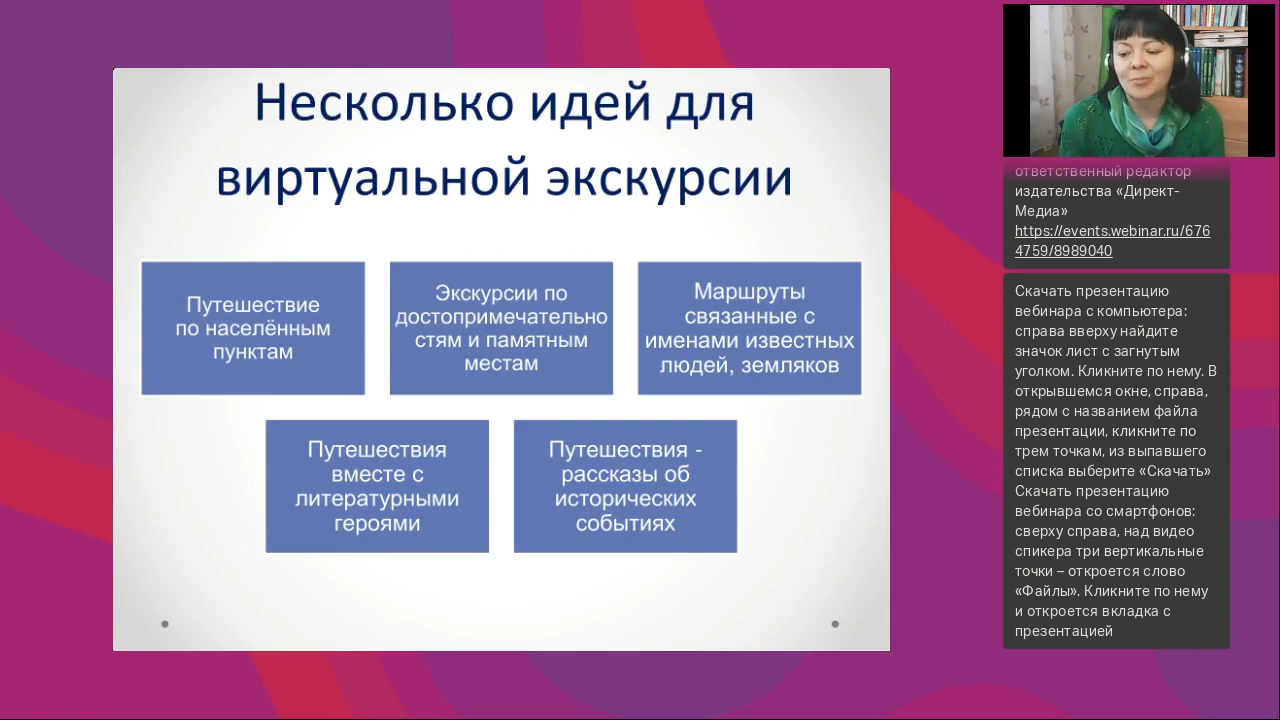 Несколько идей для
виртуальной экскурсии
Путешествие
по населённым
пунктам
Экскурсии по
достопримечательно
стям и памятным
местам
Маршруты
связанные с
именами известных
людей, земляков
Путешествия
вместе с
литературными
героями
Путешествия -
рассказы об
исторических
событиях
ответственный редактор
издательства «Директ-
Медиа»
https://events.webinar.ru/676
4759/8989040
Скачать презентацию
вебинара с компьютера:
справа вверху найдите
значок лист с загнутым
уголком. Кликните по нему. В
открывшемся окне, справа,
рядом с названием файла
презентации, кликните по
трем точкам, из выпавшего
списка выберите «Скачать»
Скачать презентацию
вебинара со смартфонов:
сверху справа, над видео
спикера три вертикальные
точки – откроется слово
«Файлы». Кликните по нему
и откроется вкладка с
презентацией